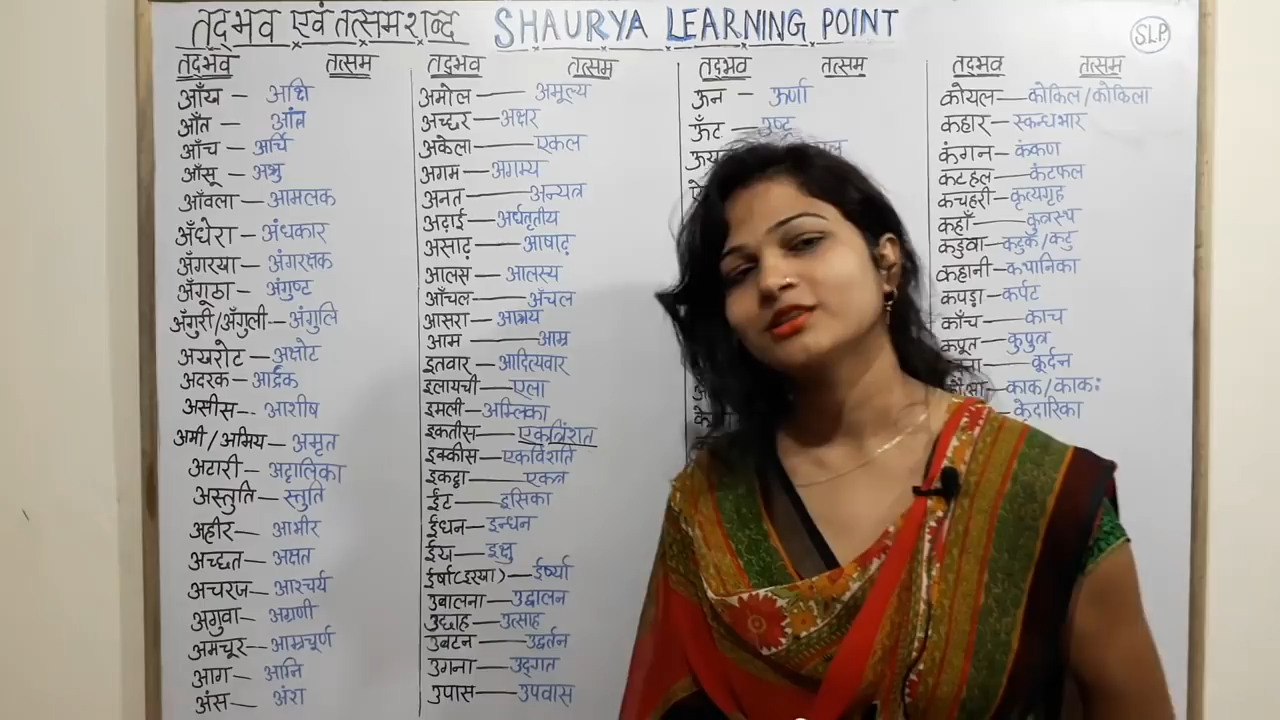 तद्भव एवं तत्सम शब्द SHAURYA LEARNING POINT
S.L.P.
तद्भव तत्सम
आँख – अक्षि
आँत – आंत्र
आँच – अर्चि
आँसू – अश्रु
आँवला – आमलक
अँधेरा – अंधकार
अँगरखा – अंगरक्षक
अँगूठा – अंगुष्ट
अँगुरी/अँगुली – अंगुलि
अखरोट – अक्षोट
अदरक – आर्द्रक
असीस – आशीष
अमी/अमिय – अमृत
अटारी – अट्टालिका
अस्तुति – स्तुति
अहीर – आभीर
अच्छत – अक्षत
अचरज – आश्चर्य
अगुवा – अग्रणी
अमचूर – आम्रचूर्ण
आग – अग्नि
अंस – अंश
तद्भव तत्सम
अमोल – अमूल्य
अच्छर – अक्षर
अकेला – एकल
अगम – अगम्य
अनत – अन्यत्र
अढ़ाई – अर्धतृतीय
असाढ़ – आषाढ़
आलस – आलस्य
आँचल – अँचल
आसरा – आश्रय
आम – आम्र
इतवार – आदित्यवार
इलायची – एला
इमली – अम्लिका
इकतीस – एकत्रिंशत
इक्कीस – एकविंशति
इकट्ठा – एकत्र
ईंट – इसिका
ईंधन – इन्धन
ईख – इक्षु
ईर्षा(इरखा) – ईर्ष्या
उबालना – उद्वालन
उछाह – उत्साह
उबटन – उद्वर्तन
उगना – उद्गत
उपास – उपवास
तद्भव तत्सम
ऊन – ऊर्णा
ऊँट – उष्ट्र
तद्भव तत्सम
कोयल – कोकिल/कोकिला
कहार – स्कन्धभार
कंगन – कंकण
कटहल – कंटफल
कचहरी – कृत्यगृह
कहाँ – कुत्रस्थ
कडुवा – कटुक/कटु
कहानी – कथानिका
कपड़ा – कर्पट
काँच – काच
कपूत – कुपुत्र
कूर्दन
काक/काकः
केदारिका